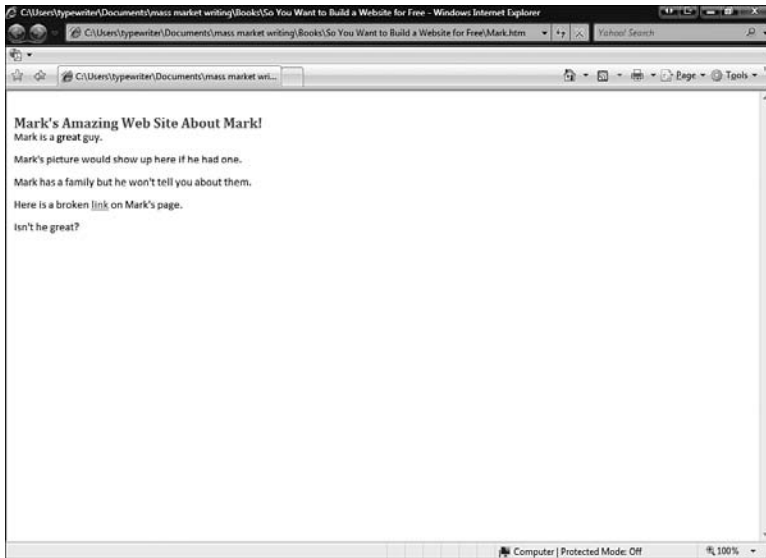 C:\Users\typewriter\Documents\mass market writing\Books\So You Want to Build a Website for Free - Windows Internet Explorer
C:\Users\typewriter\Documents\mass market writing\Books\So You Want to Build a Website for Free\Mark.htm
Yahoo! Search
C:\Users\typewriter\Documents\mass market wri...
Page
Tools
Mark's Amazing Web Site About Mark!
Mark is a great guy.
Mark's picture would show up here if he had one.
Mark has a family but he won't tell you about them.
Here is a broken link on Mark's page.
Isn't he great?
Computer | Protected Mode: Off
100%